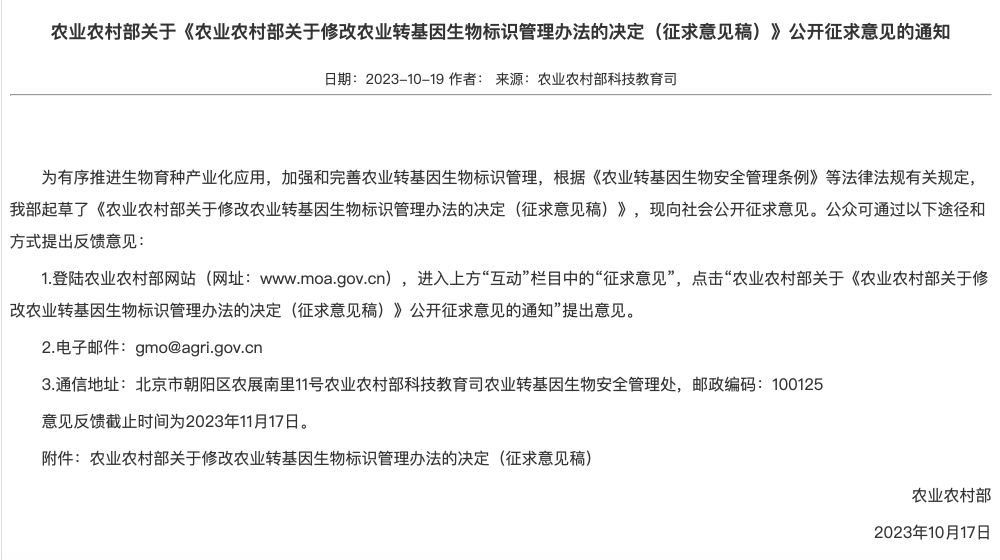 农业农村部关于《农业农村部关于修改农业转基因生物标识管理办法的决定（征求意见稿）》公开征求意见的通知
日期：2023-10-19 作者： 来源：农业农村部科技教育司
为有序推进生物育种产业化应用，加强和完善农业转基因生物标识管理，根据《农业转基因生物安全管理条例》等法律法规有关规定，
我部起草了《农业农村部关于修改农业转基因生物标识管理办法的决定（征求意见稿）》，现向社会公开征求意见。公众可通过以下途径和
方式提出反馈意见：
1.登陆农业农村部网站（网址：www.moa.gov.cn），进入上方“互动”栏目中的“征求意见”，点击“农业农村部关于《农业农村部关于修
改农业转基因生物标识管理办法的决定（征求意见稿）》公开征求意见的通知”提出意见。
2.电子邮件：gmo@agri.gov.cn
3.通信地址：北京市朝阳区农展南里11号农业农村部科技教育司农业转基因生物安全管理处，邮政编码：100125
意见反馈截止时间为2023年11月17日。
附件：农业农村部关于修改农业转基因生物标识管理办法的决定（征求意见稿）
农业农村部
2023年10月17日